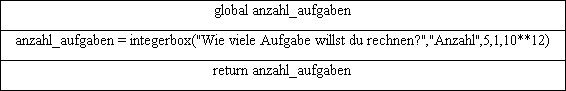 global anzahl_aufgaben
anzahl_aufgaben = integerbox("Wie viele Aufgabe willst du rechnen?","Anzahl",5,1,10**12)
return anzahl_aufgaben